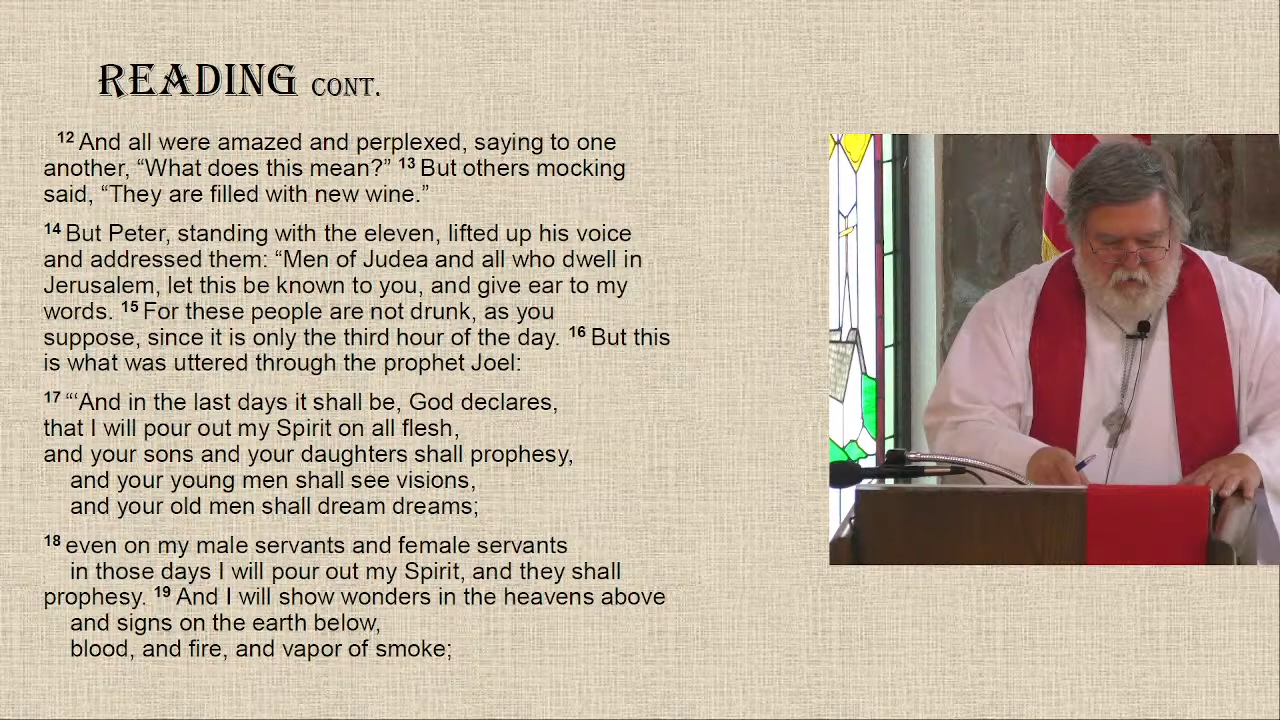 READING CONT.
12 And all were amazed and perplexed, saying to one
another, “What does this mean?” 13 But others mocking
said, “They are filled with new wine.”
14 But Peter, standing with the eleven, lifted up his voice
and addressed them: “Men of Judea and all who dwell in
Jerusalem, let this be known to you, and give ear to my
words. 15 For these people are not drunk, as you
suppose, since it is only the third hour of the day. 16 But this
is what was uttered through the prophet Joel:
17 “‘And in the last days it shall be, God declares,
that I will pour out my Spirit on all flesh,
and your sons and your daughters shall prophesy,
and your young men shall see visions,
and your old men shall dream dreams;
18 even on my male servants and female servants
in those days I will pour out my Spirit, and they shall
prophesy. 19 And I will show wonders in the heavens above
and signs on the earth below,
blood, and fire, and vapor of smoke;